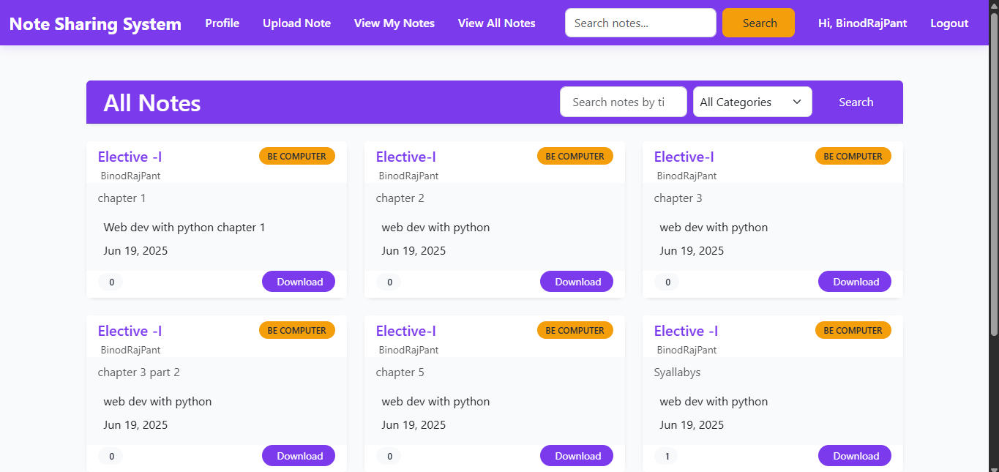 Note Sharing System Profile Upload Note View My Notes View All Notes Search notes... Search Hi, BinodRajPant Logout
All Notes Search notes by ti All Categories Search
Elective -I BE COMPUTER
BinodRajPant
chapter 1
Web dev with python chapter 1
Jun 19, 2025
0 Download
Elective-I BE COMPUTER
BinodRajPant
chapter 2
web dev with python
Jun 19, 2025
0 Download
Elective-I BE COMPUTER
BinodRajPant
chapter 3
web dev with python
Jun 19, 2025
0 Download
Elective -I BE COMPUTER
BinodRajPant
chapter 3 part 2
web dev with python
Jun 19, 2025
0 Download
Elective-I BE COMPUTER
BinodRajPant
chapter 5
web dev with python
Jun 19, 2025
0 Download
Elective -I BE COMPUTER
BinodRajPant
Syallabys
web dev with python
Jun 19, 2025
1 Download